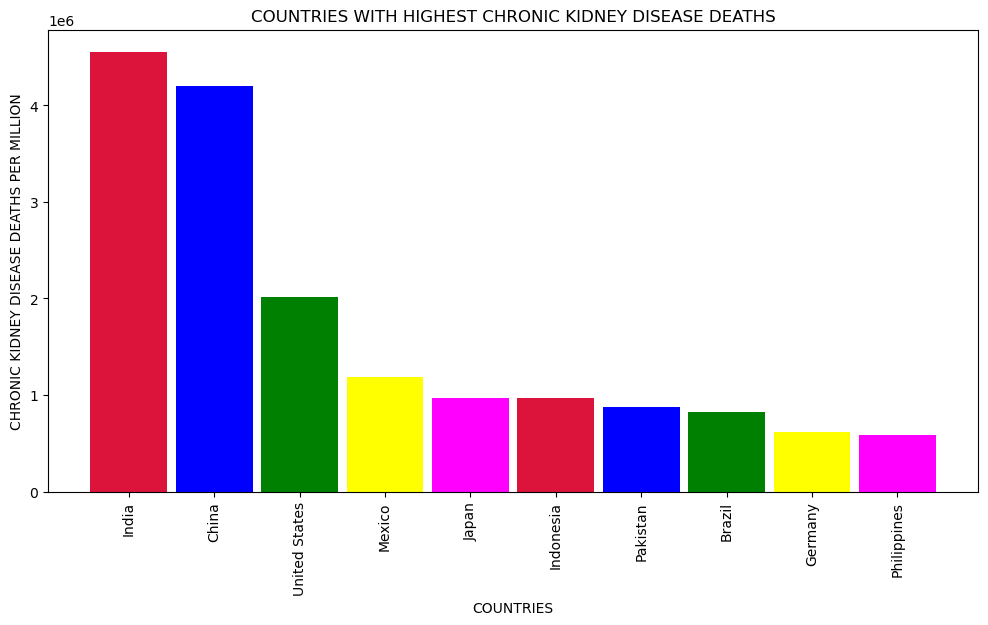 COUNTRIES WITH HIGHEST CHRONIC KIDNEY DISEASE DEATHS
1e6
CHRONIC KIDNEY DISEASE DEATHS PER MILLION
4
3
2
1
0
India
China
United States
Mexico
Japan
Indonesia
Pakistan
Brazil
Germany
Philippines
COUNTRIES